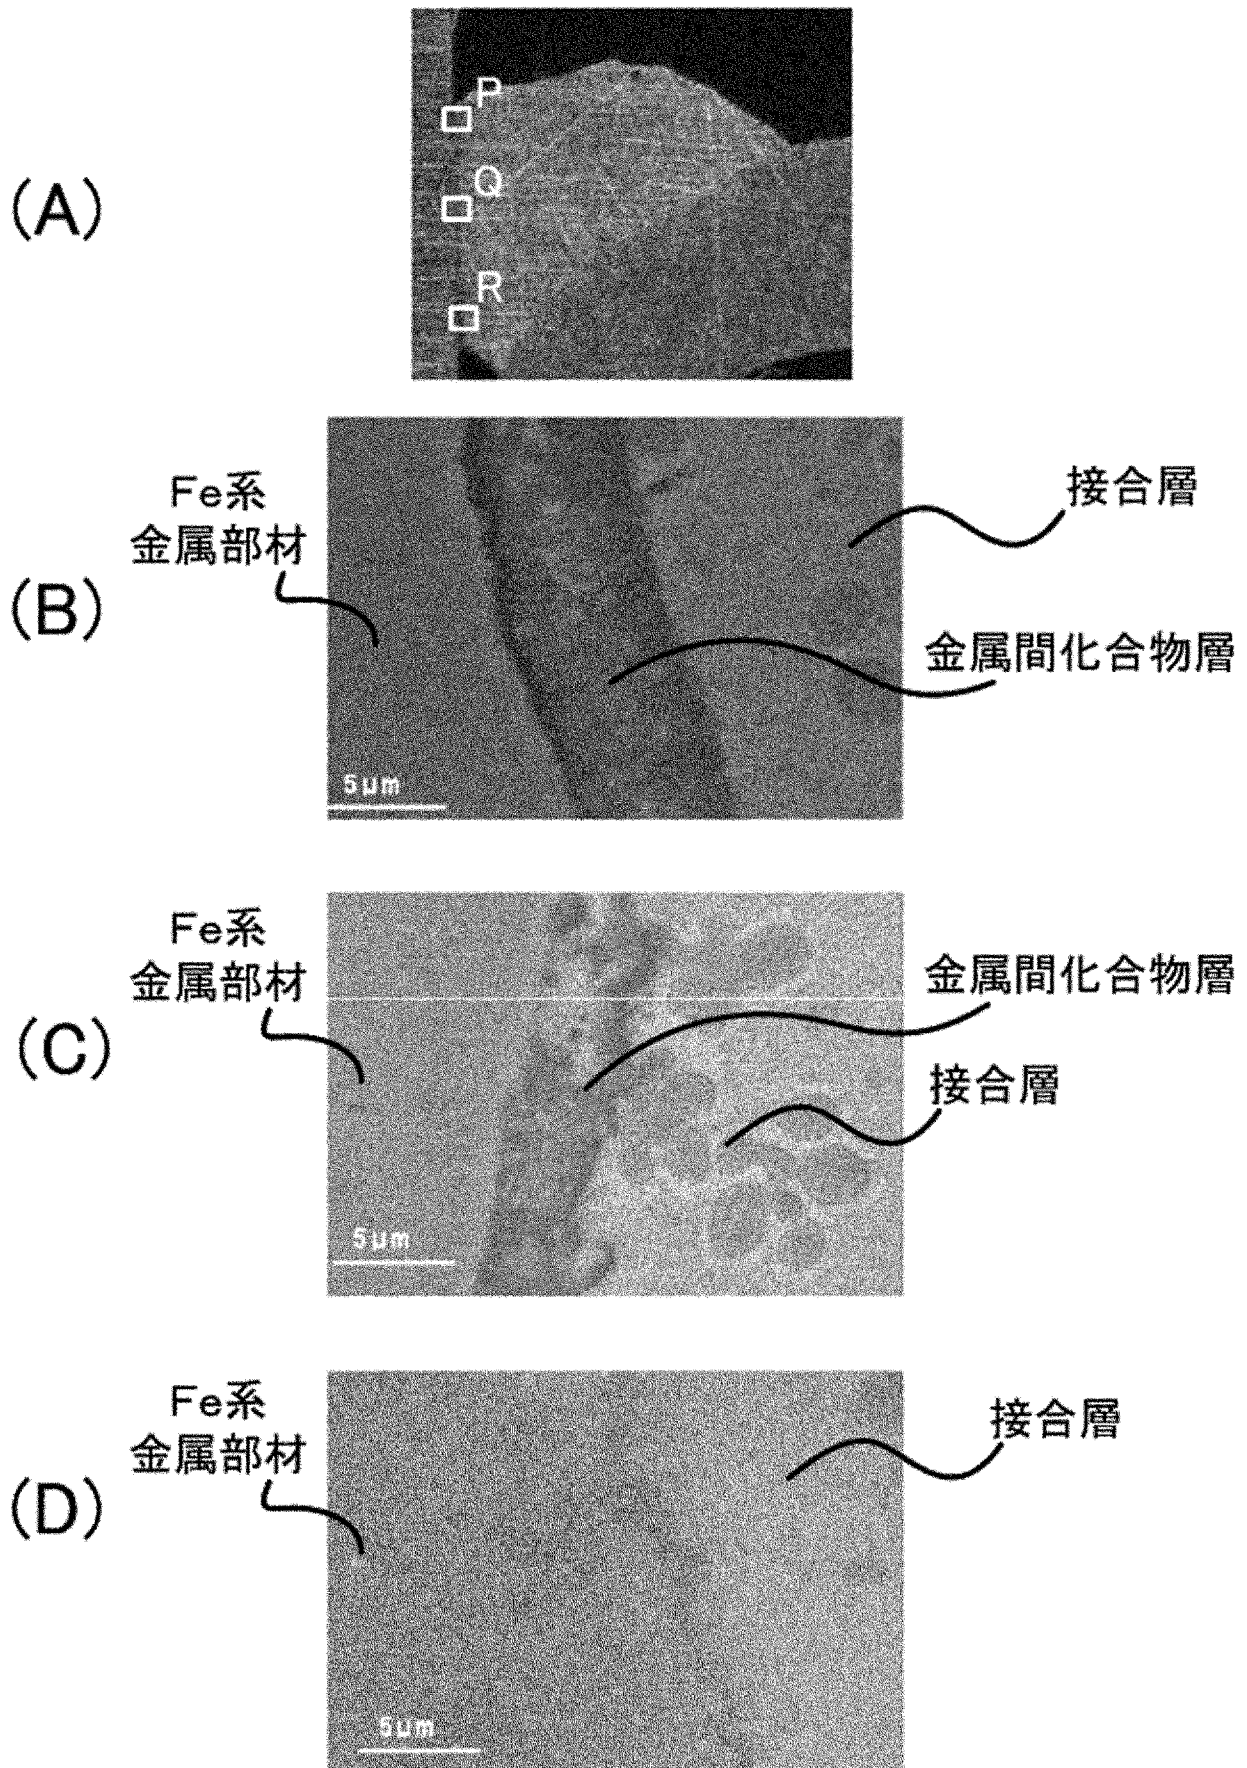 (A)
P
Q
R
(B)
Fe系
金属部材
接合層
金属間化合物層
5μm
(C)
Fe系
金属部材
金属間化合物層
接合層
5μm
(D)
Fe系
金属部材
接合層
5μm